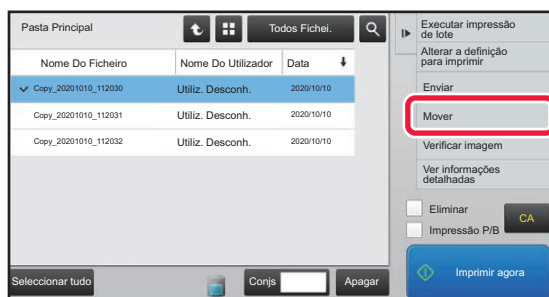 Pasta Principal
Todos Fichei.
Nome Do Ficheiro
Nome Do Utilizador
Data
Copy_20201010_112030
Utiliz. Desconh.
2020/10/10
Copy_20201010_112031
Utiliz. Desconh.
2020/10/10
Copy_20201010_112032
Utiliz. Desconh.
2020/10/10
Seleccionar tudo
Conjs
Apagar
Executar impressão
de lote
Alterar a definição
para imprimir
Enviar
Mover
Verificar imagem
Ver informações
detalhadas
Eliminar
Impressão P/B
CA
Imprimir agora